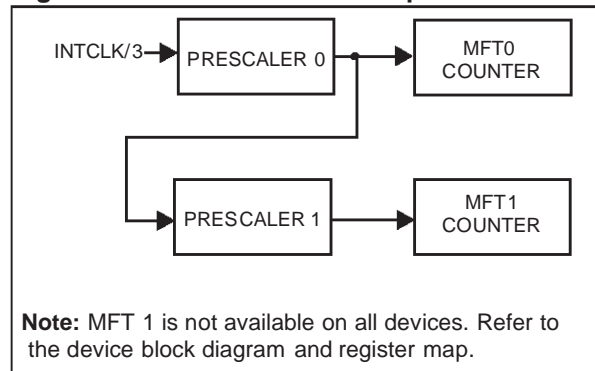 INTCLK/3
PRESCALER 0
MFT0
COUNTER
PRESCALER 1
MFT1
COUNTER
Note: MFT 1 is not available on all devices. Refer to
the device block diagram and register map.